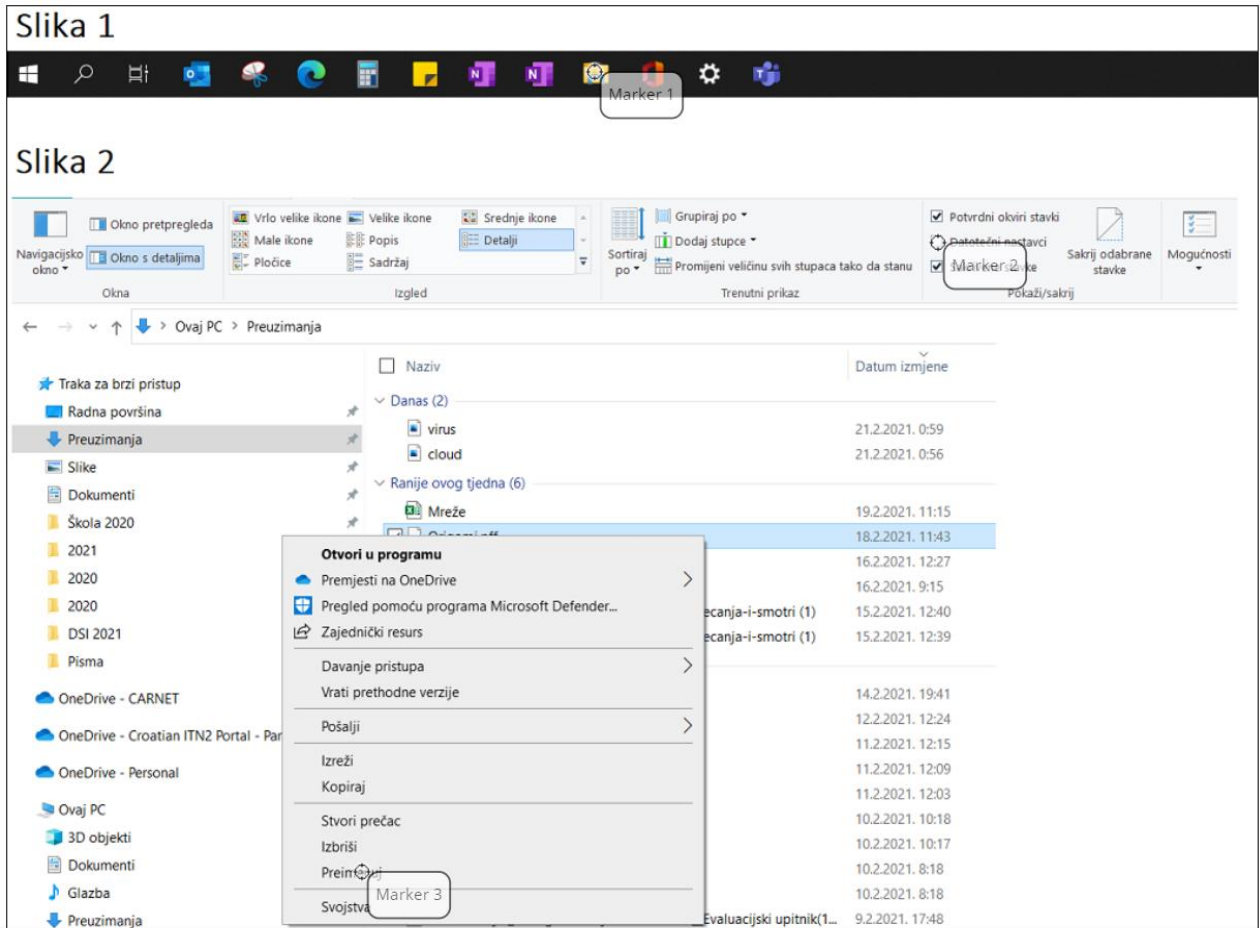 Slika 1
Marker 1
Slika 2
Navigacijsko okno
Okno pretpregleda
Okno s detaljima
Okna
Vrlo velike ikone Velike ikone Srednje ikone
Male ikone Popis Detalji
Pločice Sadržaj
Izgled
Sortiraj po
Grupiraj po
Dodaj stupce
Promijeni veličinu svih stupaca tako da stanu
Trenutni prikaz
Potvrdni okviri stavki
Datotečni nastavci
Marker 2
Sakrij odabrane stavke
Pokaži/sakrij
Mogućnosti
Ovaj PC > Preuzimanja
Naziv Datum izmjene
Traka za brzi pristup
Radna površina
Preuzimanja
Slike
Dokumenti
Škola 2020
2021
2020
2020
DSI 2021
Pisma
OneDrive - CARNET
OneDrive - Croatian ITN2 Portal - Par
OneDrive - Personal
Ovaj PC
3D objekti
Dokumenti
Glazba
Preuzimanja
Danas (2)
virus 21.2.2021. 0:59
cloud 21.2.2021. 0:56
Ranije ovog tjedna (6)
Mreže 19.2.2021. 11:15
18.2.2021. 11:43
16.2.2021. 12:27
16.2.2021. 9:15
ecanja-i-smotri (1) 15.2.2021. 12:40
ecanja-i-smotri (1) 15.2.2021. 12:39
14.2.2021. 19:41
12.2.2021. 12:24
11.2.2021. 12:15
11.2.2021. 12:09
11.2.2021. 12:03
10.2.2021. 10:18
10.2.2021. 10:17
10.2.2021. 8:18
10.2.2021. 8:18
Evaluacijski upitnik(1... 9.2.2021. 17:48
Otvori u programu
Premjesti na OneDrive
Pregled pomoću programa Microsoft Defender...
Zajednički resurs
Davanje pristupa
Vrati prethodne verzije
Pošalji
Izreži
Kopiraj
Stvori prečac
Izbriši
Preimenuj
Marker 3
Svojstva